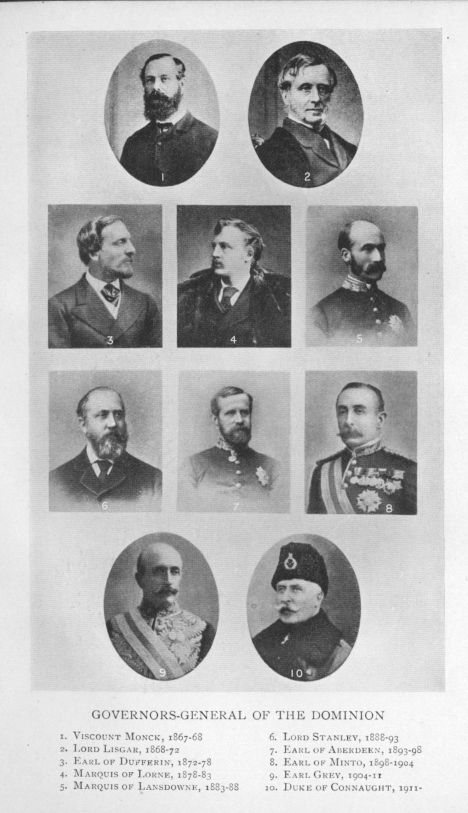 1
2
3
4
5
6
7
8
9
10
GOVERNORS-GENERAL OF THE DOMINION
1. VISCOUNT MONCK, 1867-68
2. LORD LISGAR, 1868-72
3. EARL OF DUFFERIN, 1872-78
4. MARQUIS OF LORNE, 1878-83
5. MARQUIS OF LANSDOWNE, 1883-88
6. LORD STANLEY, 1888-93
7. EARL OF ABERDEEN, 1893-98
8. EARL OF MINTO, 1898-1904
9. EARL GREY, 1904-11
10. DUKE OF CONNAUGHT, 1911-